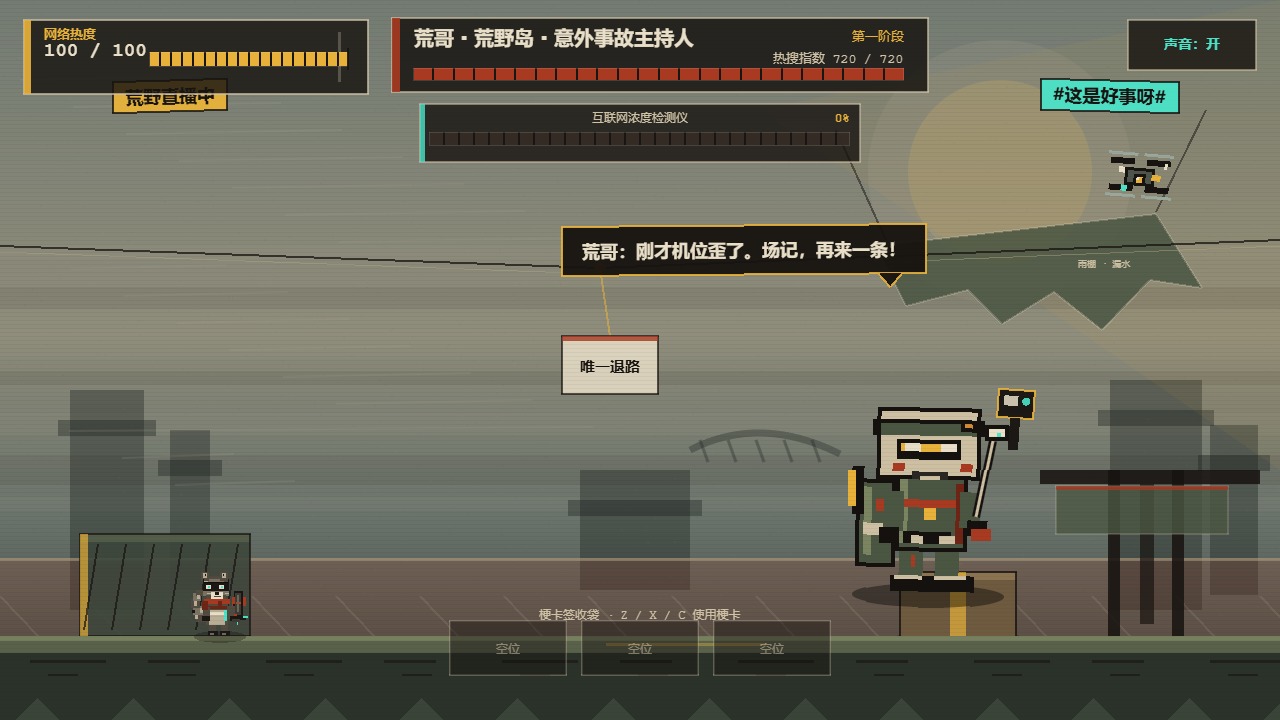 网络热度
100 / 100
荒野直播中
荒哥·荒野岛·意外事故主持人
第一阶段
热搜指数 720 / 720
声音: 开
互联网浓度检测仪
0%
#这是好事呀#
荒哥: 刚才机位歪了。场记, 再来一条!
雨棚 · 漏水
唯一退路
梗卡签收袋 · Z / X / C 使用梗卡
空位
空位
空位